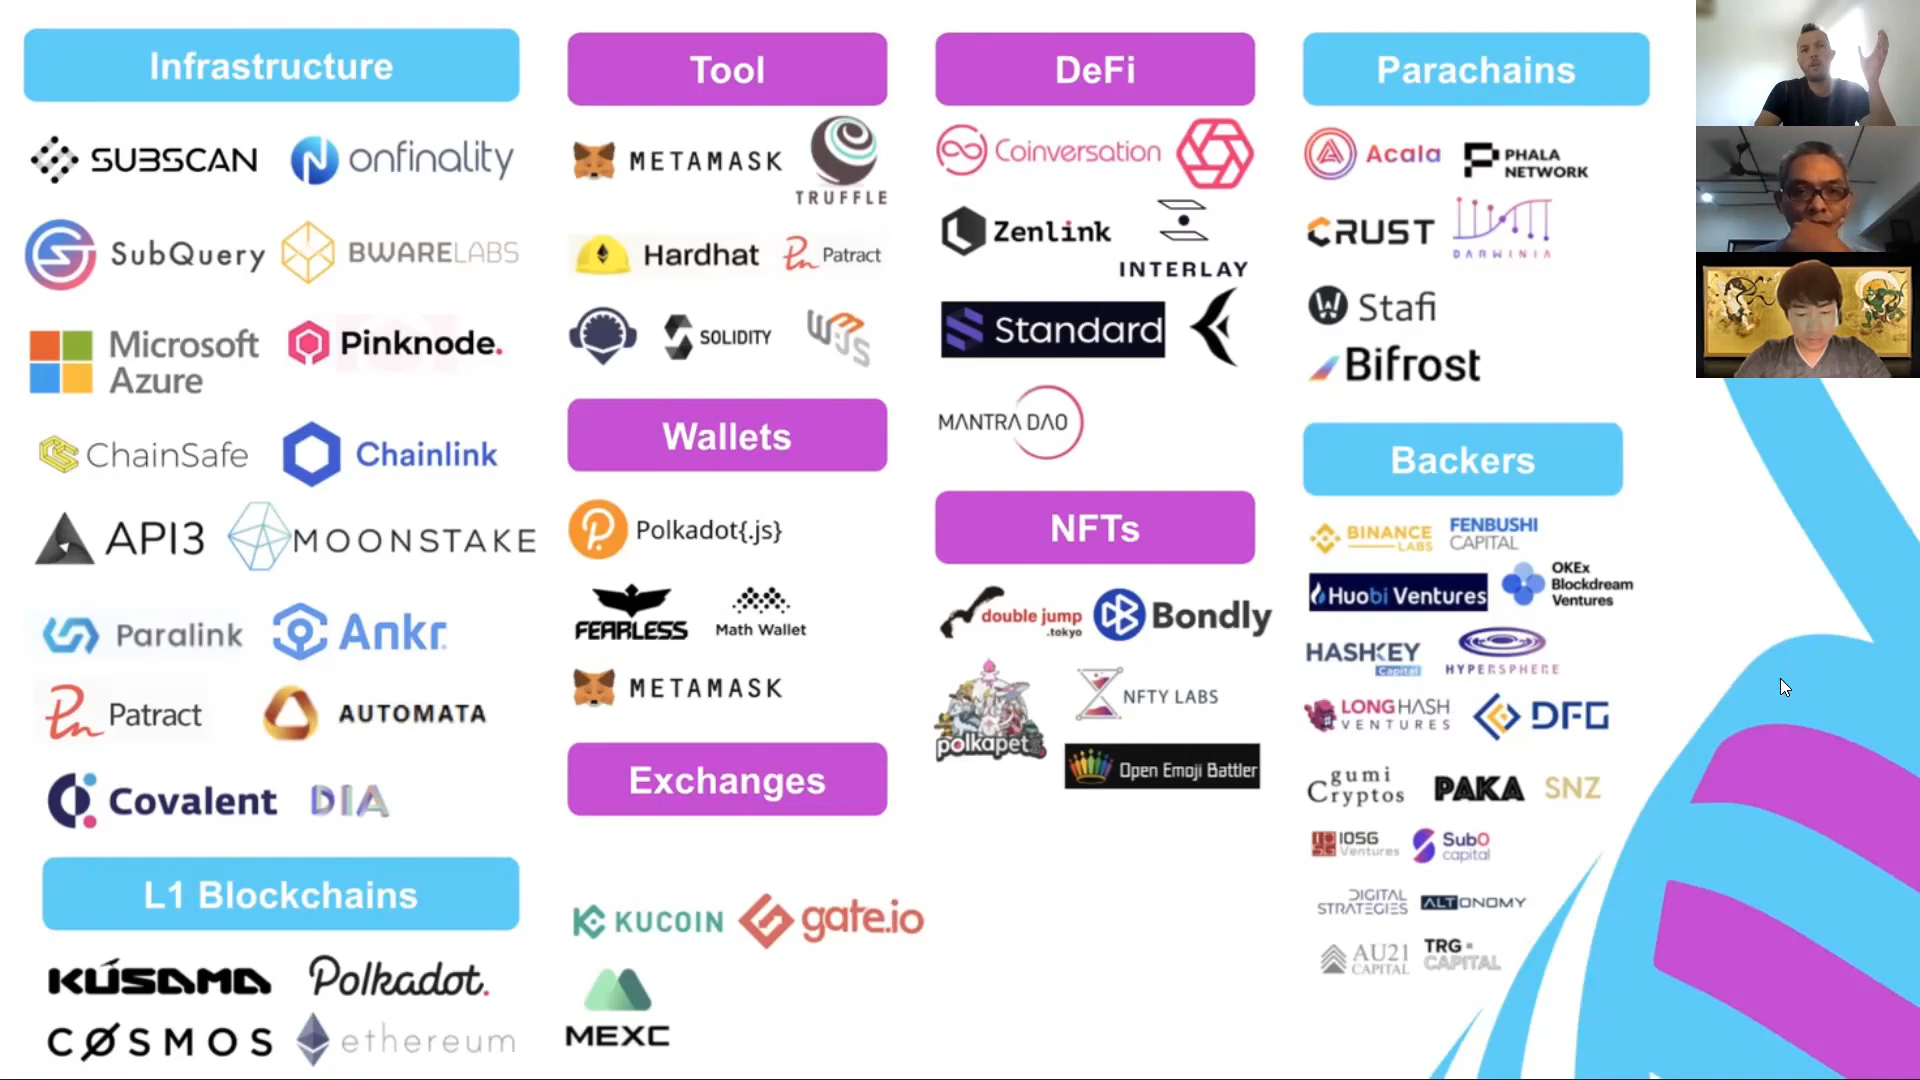 Infrastructure
SUBSCAN
onfinality
SubQuery
BWARELABS
Microsoft
Azure
Pinknode.
ChainSafe
Chainlink
API3
MOONSTAKE
Paralink
Ankr
Patract
AUTOMATA
Covalent
DIA
L1 Blockchains
KUSAMA
Polkadot.
COSMOS
ethereum
Tool
METAMASK
TRUFFLE
Hardhat
Patract
SOLIDITY
W3JS
Wallets
Polkadot{.js}
FEARLESS
Math Wallet
METAMASK
Exchanges
KUCOIN
gate.io
MEXC
DeFi
Coinversation
Zenlink
INTERLAY
Standard
MANTRA DAO
NFTs
double jump
.tokyo
Bondly
polkapets
NFTY LABS
Open Emoji Battler
Parachains
Acala
PHALA
NETWORK
CRUST
DARWINIA
Stafi
Bifrost
Backers
BINANCE
LABS
FENBUSHI
CAPITAL
Huobi Ventures
OKEx
Blockdream
Ventures
HASHKEY
Capital
HYPERSPHERE
LONGHASH
VENTURES
DFG
gumi
Cryptos
PAKA
SNZ
IOSG
Ventures
Sub0
capital
DIGITAL
STRATEGIES
ALTONOMY
AU21
CAPITAL
TRG
CAPITAL